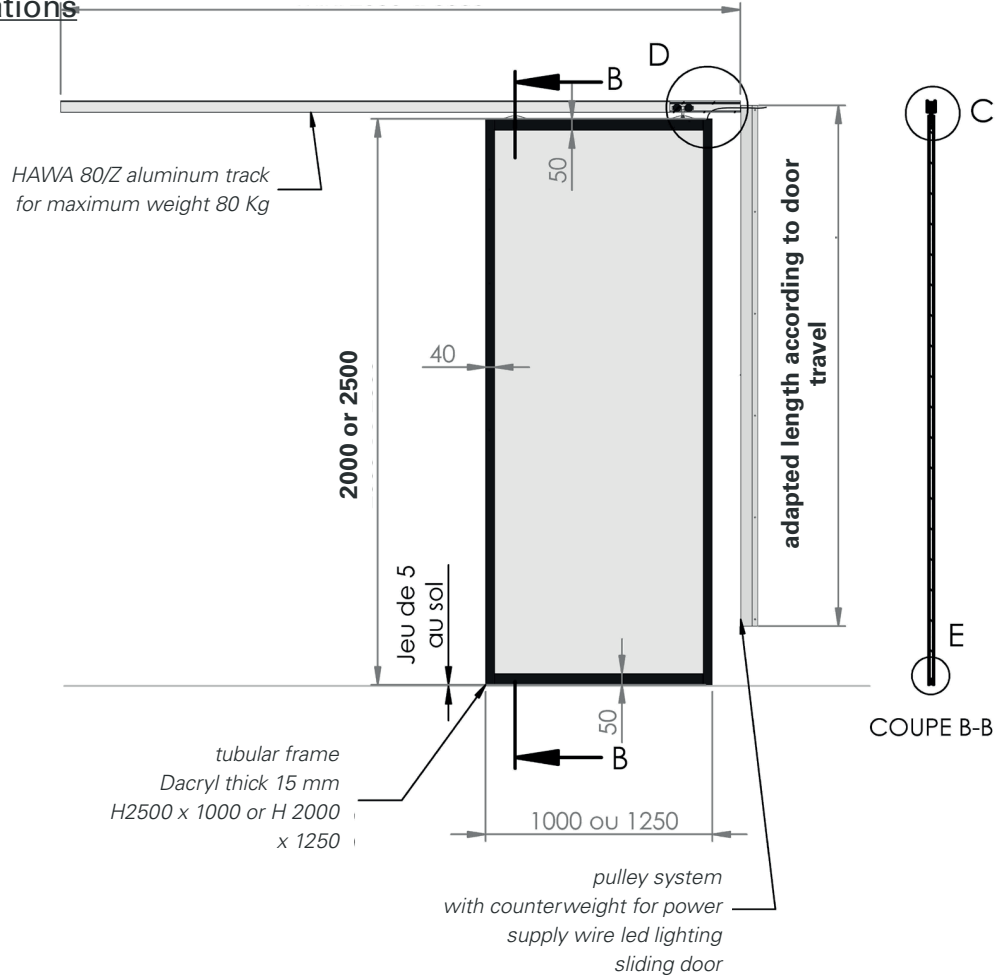 B
D
C
50
HAWA 80/Z aluminum track
for maximum weight 80 Kg
adapted length according to door
travel
40
2000 or 2500
Jeu de 5
au sol
E
50
COUPE B-B
B
tubular frame
Dacryl thick 15 mm
H2500 x 1000 or H 2000
x 1250
1000 ou 1250
pulley system
with counterweight for power
supply wire led lighting
sliding door